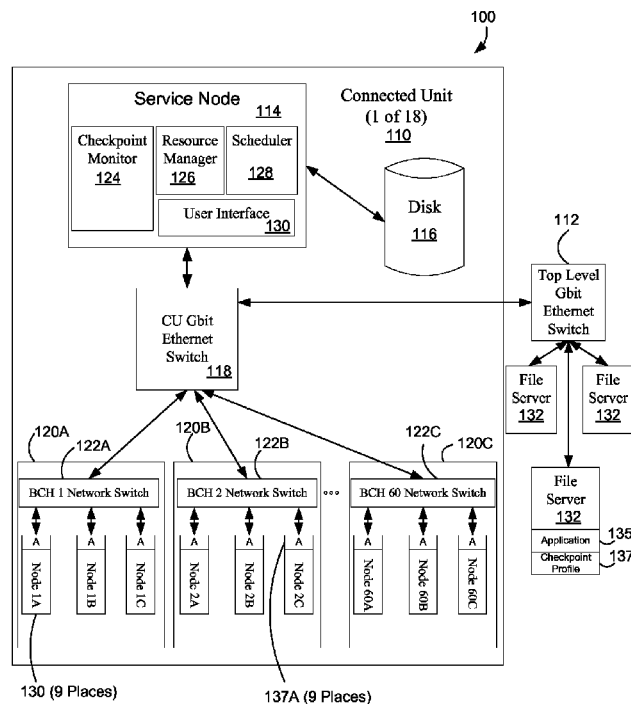 100
Service Node
114
Checkpoint
Monitor
124
Resource
Manager
126
Scheduler
128
User Interface
130
Connected Unit
(1 of 18)
110
Disk
116
112
Top Level
Gbit
Ethernet
Switch
CU Gbit
Ethernet
Switch
118
File
Server
132
File
Server
132
120A
122A
120B
122B
122C
120C
BCH 1 Network Switch
BCH 2 Network Switch
BCH 60 Network Switch
File
Server
132
Application
135
Checkpoint
Profile
137
A
A
A
A
A
A
A
A
A
Node 1A
Node 1B
Node 1C
Node 2A
Node 2B
Node 2C
Node 60A
Node 60B
Node 60C
130 (9 Places)
137A (9 Places)